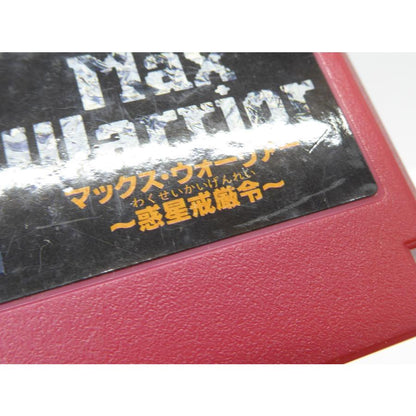 Max
Warrior
マックス・ウォーリアー
わくせいかいげんれい
～惑星戒厳令～